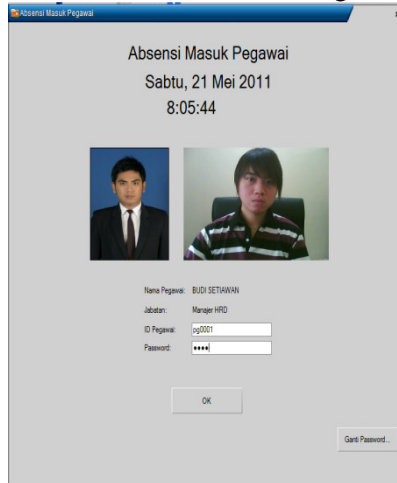 Absensi Masuk Pegawai
Absensi Masuk Pegawai
Sabtu, 21 Mei 2011
8:05:44
Nama Pegawai: BUDI SETIAWAN
Jabatan: Manajer HRD
ID Pegawai: pg0001
Password: ●●●●
OK
Ganti Password...